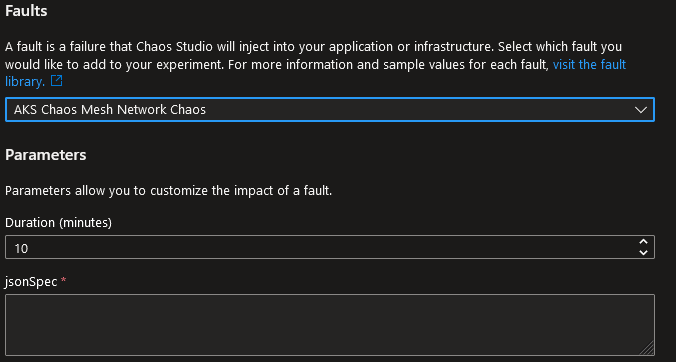 Faults
A fault is a failure that Chaos Studio will inject into your application or infrastructure. Select which fault you
would like to add to your experiment. For more information and sample values for each fault, visit the fault
library.
AKS Chaos Mesh Network Chaos
Parameters
Parameters allow you to customize the impact of a fault.
Duration (minutes)
10
jsonSpec *